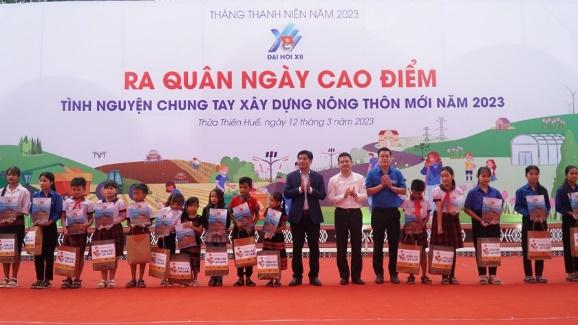 THÁNG THANH NIÊN NĂM 2023
ĐẠI HỘI XII
RA QUÂN NGÀY CAO ĐIỂM
TÌNH NGUYỆN CHUNG TAY XÂY DỰNG NÔNG THÔN MỚI NĂM 2023
Thừa Thiên Huế, ngày 12 tháng 3 năm 2023